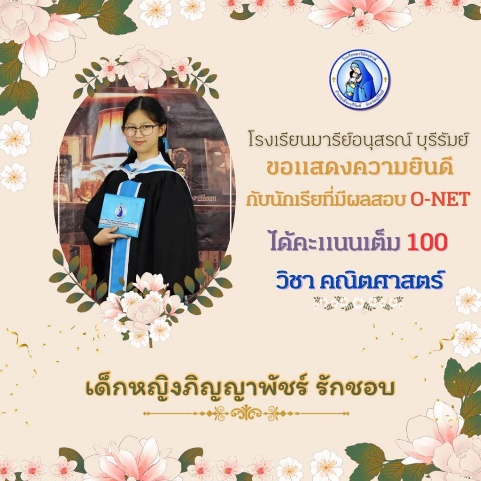 โรงเรียนมารีย์อนุสรณ์ บุรีรัมย์
ขอแสดงความยินดี
กับนักเรียที่มีผลสอบ O-NET
ได้คะแนนเต็ม 100
วิชา คณิตศาสตร์
เด็กหญิงภิญญาพัชร์ รักชอบ